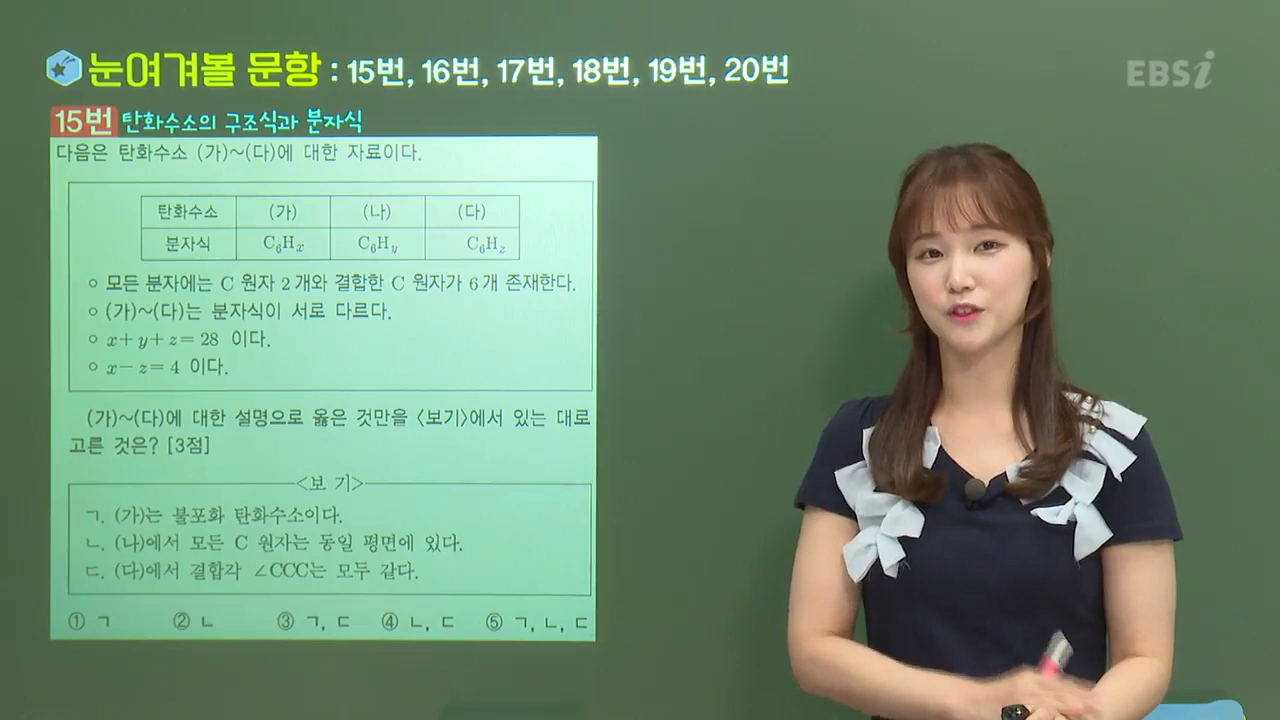 눈여겨볼 문항 : 15번, 16번, 17번, 18번, 19번, 20번
EBSi
15번 탄화수소의 구조식과 분자식
다음은 탄화수소 (가)~(다)에 대한 자료이다.
탄화수소 (가) (나) (다)
분자식 C₆Hₓ C₆Hy C₆Hz
○ 모든 분자에는 C 원자 2개와 결합한 C 원자가 6개 존재한다.
○ (가)~(다)는 분자식이 서로 다르다.
○ x+y+z=28 이다.
○ x-z=4 이다.
(가)~(다)에 대한 설명으로 옳은 것만을 <보기>에서 있는 대로
고른 것은? [3점]
<보 기>
ㄱ. (가)는 불포화 탄화수소이다.
ㄴ. (나)에서 모든 C 원자는 동일 평면에 있다.
ㄷ. (다)에서 결합각 ∠CCC는 모두 같다.
① ㄱ ② ㄴ ③ ㄱ, ㄷ ④ ㄴ, ㄷ ⑤ ㄱ, ㄴ, ㄷ